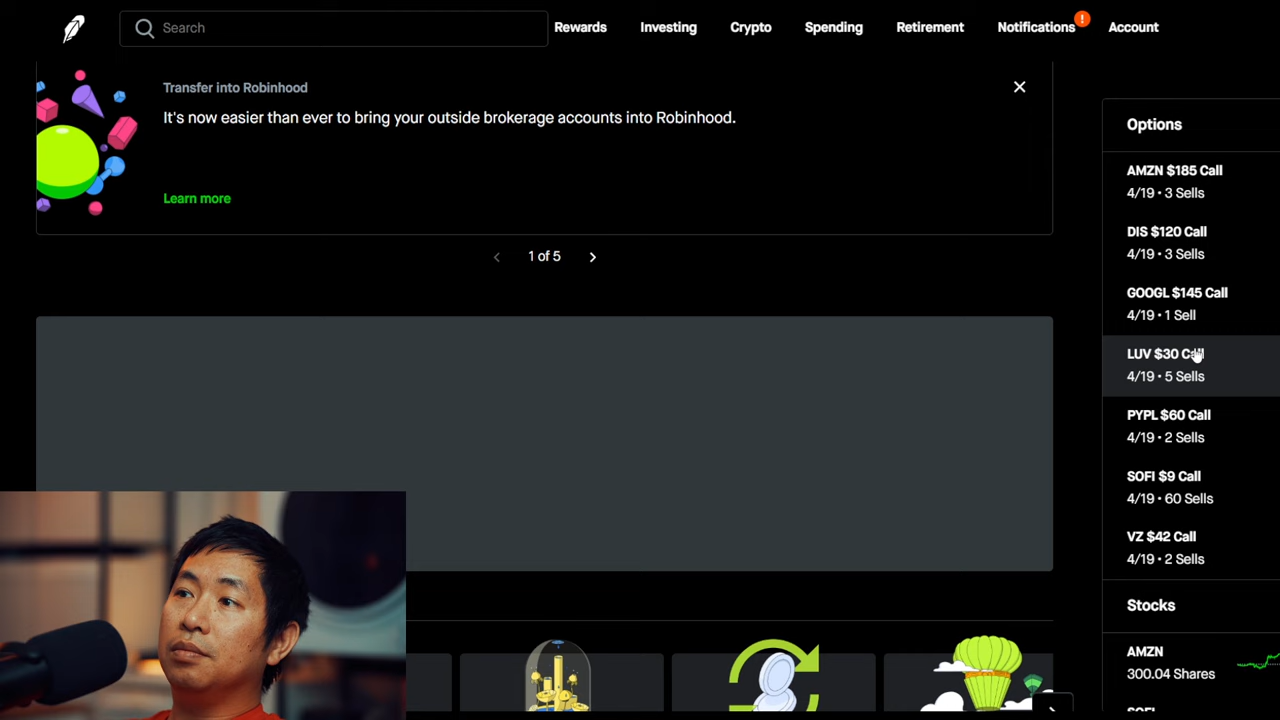 Search
Rewards
Investing
Crypto
Spending
Retirement
Notifications
!
Account
Transfer into Robinhood
It's now easier than ever to bring your outside brokerage accounts into Robinhood.
Learn more
1 of 5
Options
AMZN $185 Call
4/19 • 3 Sells
DIS $120 Call
4/19 • 3 Sells
GOOGL $145 Call
4/19 • 1 Sell
LUV $30 Call
4/19 • 5 Sells
PYPL $60 Call
4/19 • 2 Sells
SOFI $9 Call
4/19 • 60 Sells
VZ $42 Call
4/19 • 2 Sells
Stocks
AMZN
300.04 Shares
SOFI